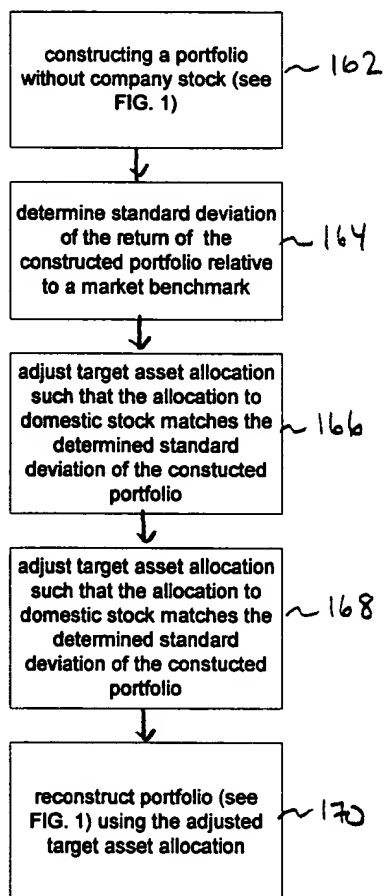 constructing a portfolio
without company stock (see
FIG. 1)
162
determine standard deviation
of the return of the
constructed portfolio relative
to a market benchmark
164
adjust target asset allocation
such that the allocation to
domestic stock matches the
determined standard
deviation of the constucted
portfolio
166
adjust target asset allocation
such that the allocation to
domestic stock matches the
determined standard
deviation of the constucted
portfolio
168
reconstruct portfolio (see
FIG. 1) using the adjusted
target asset allocation
170